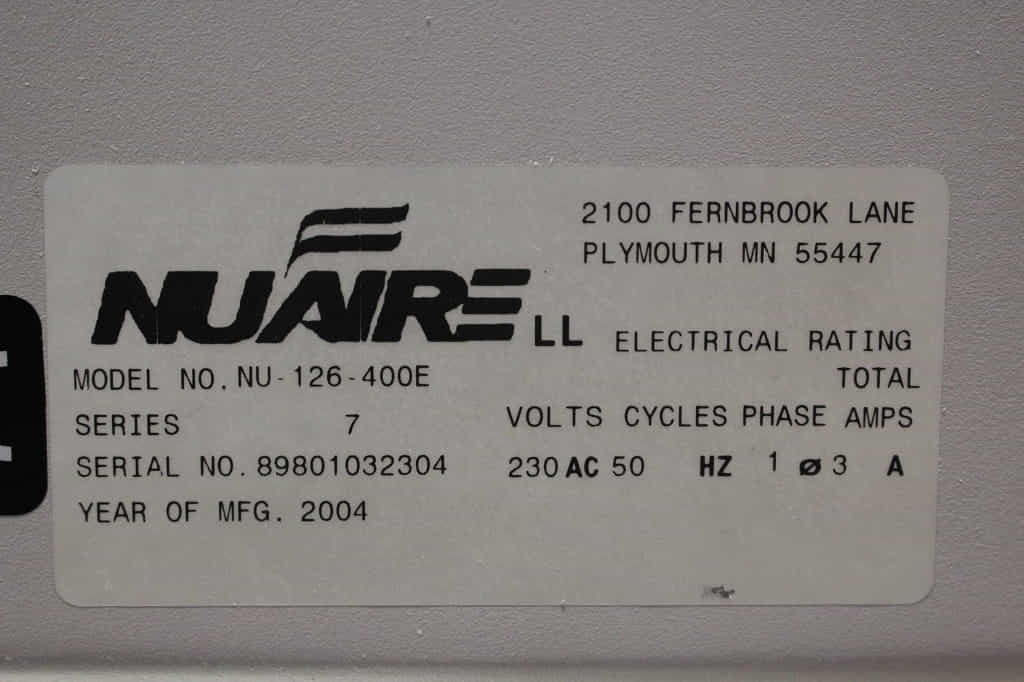 2100 FERNBROOK LANE
PLYMOUTH MN 55447
NUAIRE LL
ELECTRICAL RATING
MODEL NO. NU-126-400E
TOTAL
SERIES 7
VOLTS CYCLES PHASE AMPS
SERIAL NO. 89801032304
230 AC 50 HZ 1 ø 3 A
YEAR OF MFG. 2004